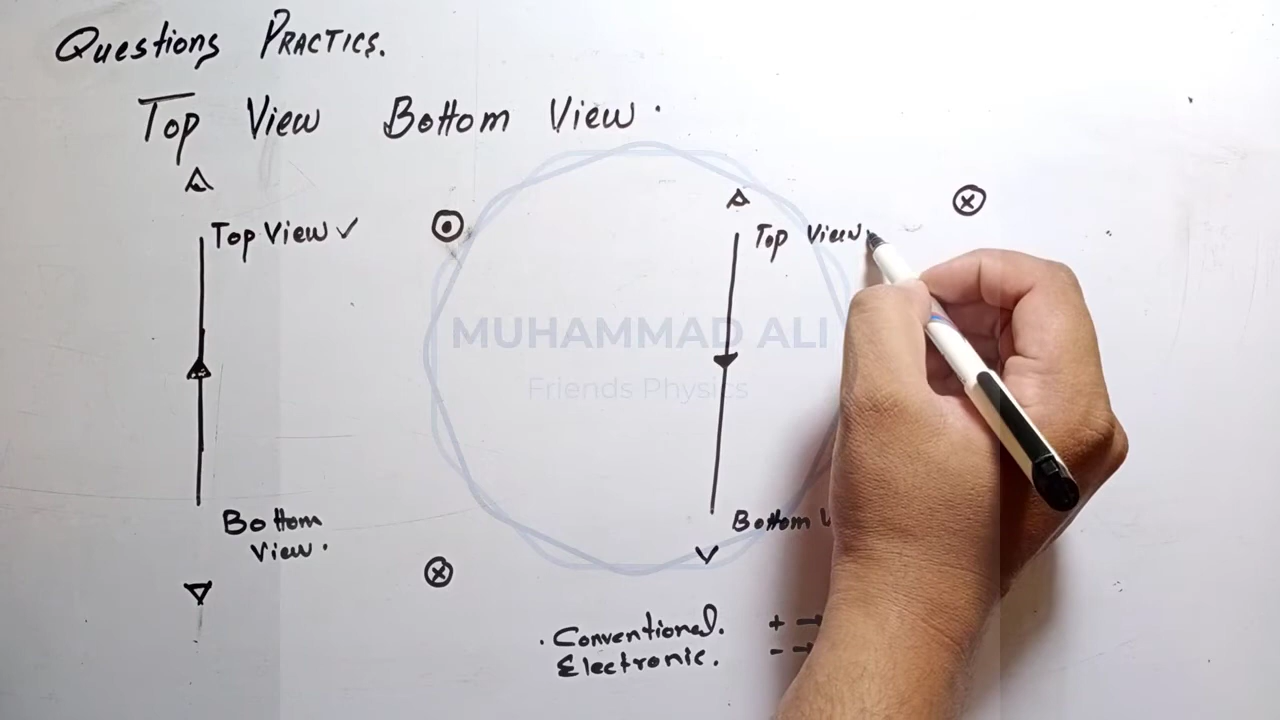 Questions PRACTICS.
Top View Bottom View.
Top View ✓
Top View
MUHAMMAD ALI
Friends Physics
Bottom
View.
Bottom
. Conventional. + →
Electronic. - →